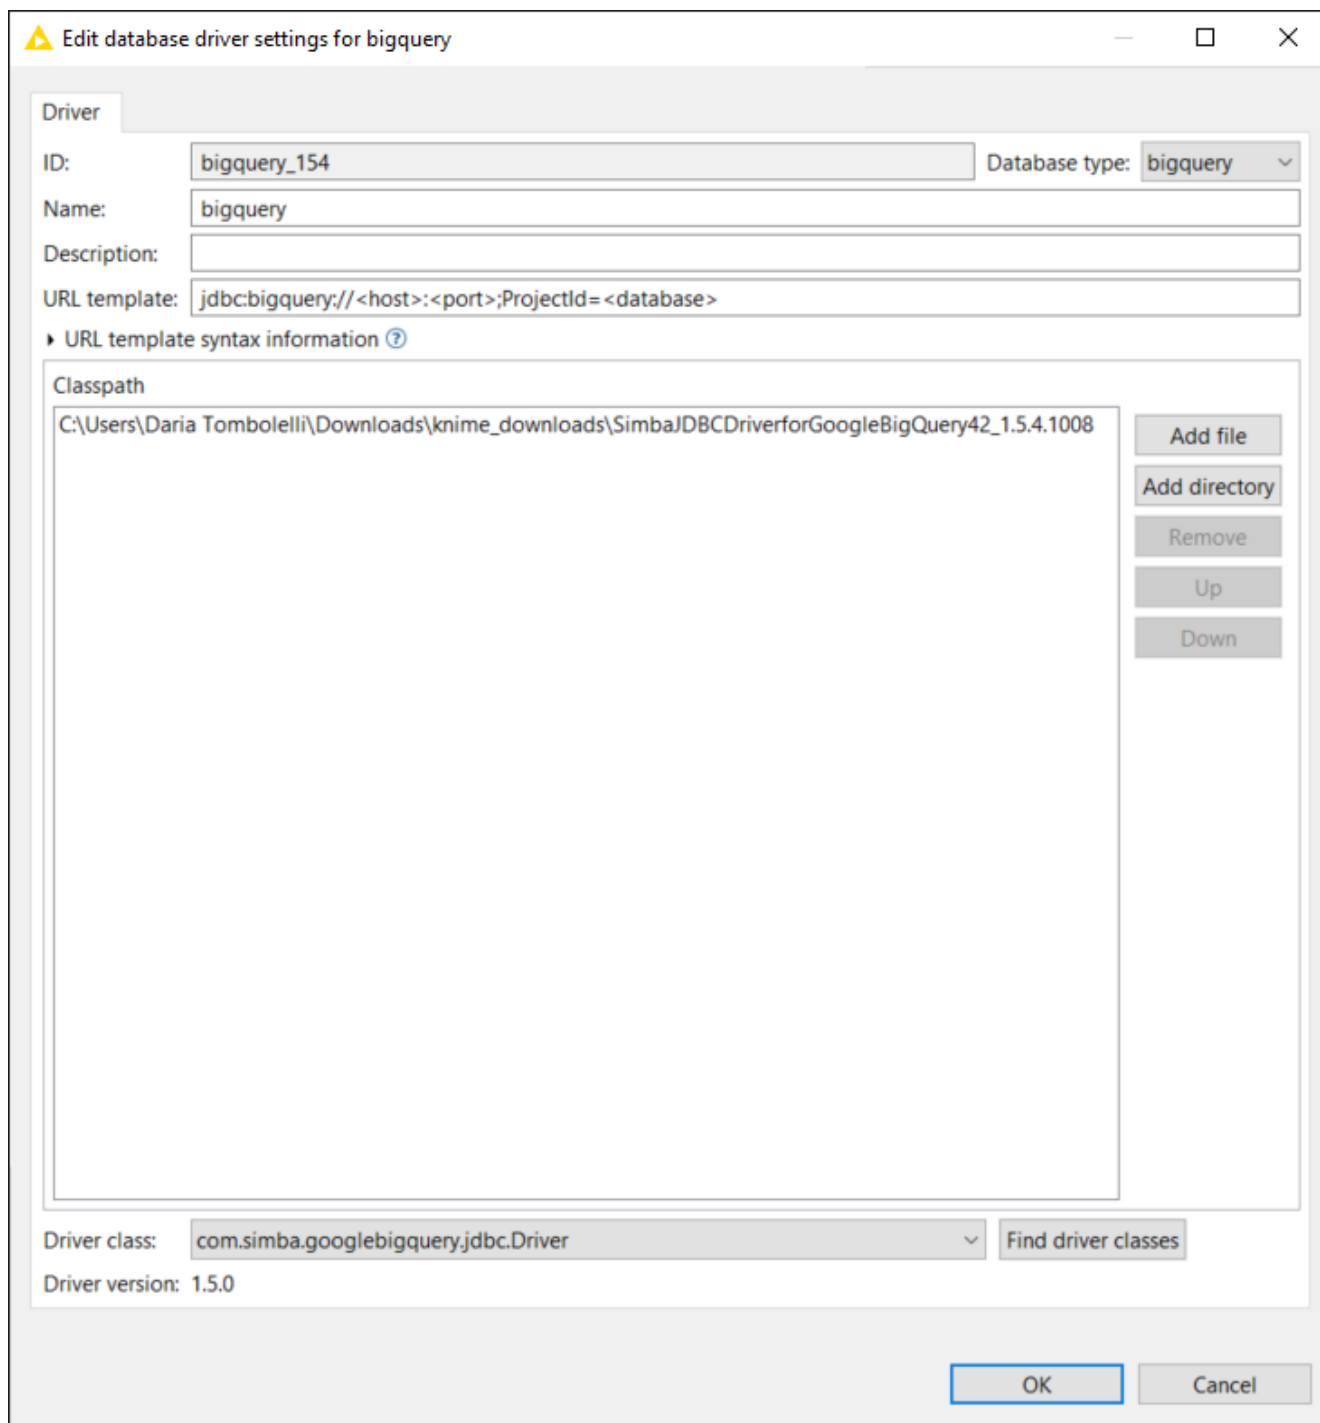 Edit database driver settings for bigquery
Driver
ID: bigquery_154 Database type: bigquery
Name: bigquery
Description:
URL template: jdbc:bigquery://<host>:<port>;ProjectId=<database>
URL template syntax information ?
Classpath
C:\Users\Daria Tombolelli\Downloads\knime_downloads\SimbaJDBCDriverforGoogleBigQuery42_1.5.4.1008
Add file
Add directory
Remove
Up
Down
Driver class: com.simba.googlebigquery.jdbc.Driver Find driver classes
Driver version: 1.5.0
OK Cancel